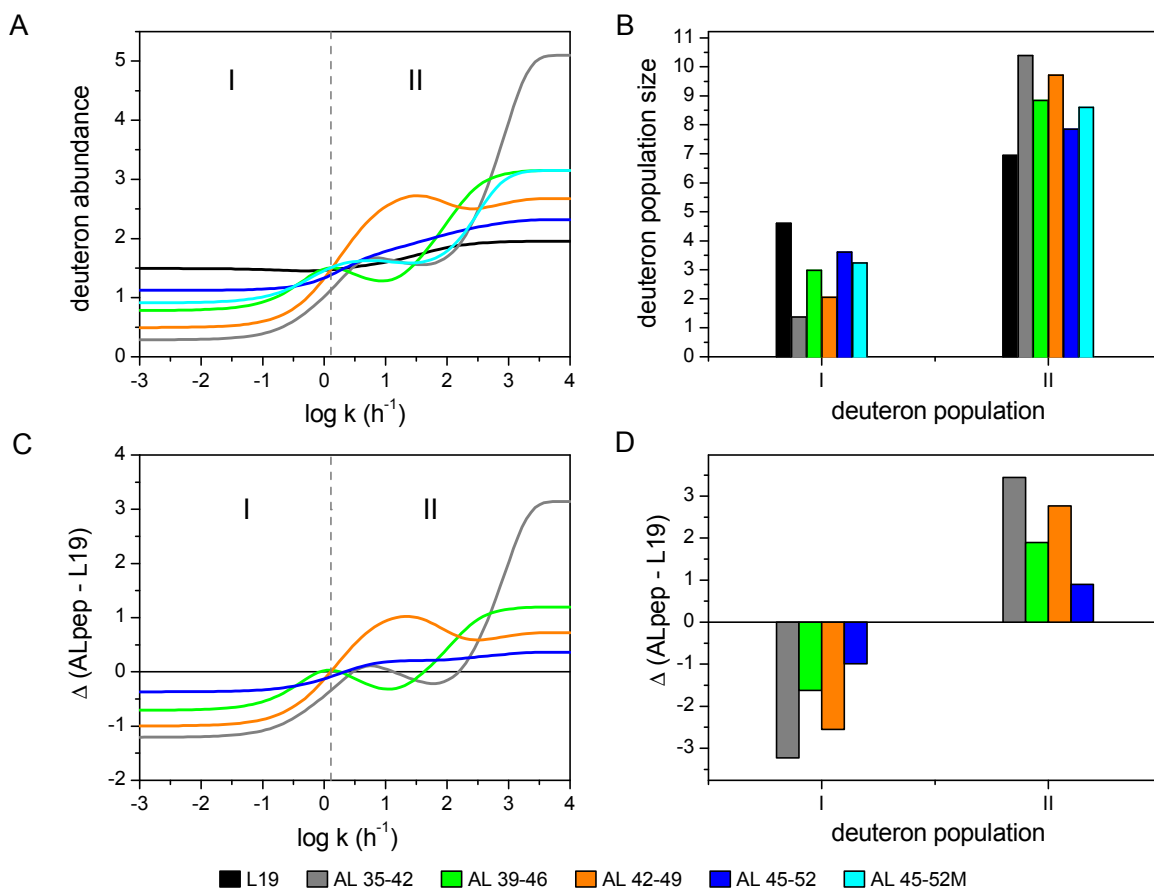 A
deuteron abundance
5
4
3
2
1
0
I
II
-3 -2 -1 0 1 2 3 4
log k (h⁻¹)
B
deuteron population size
11
10
9
8
7
6
5
4
3
2
1
0
I II
deuteron population
C
Δ (ALpep - L19)
4
3
2
1
0
-1
-2
I
II
-3 -2 -1 0 1 2 3 4
log k (h⁻¹)
D
Δ (ALpep - L19)
4
3
2
1
0
-1
-2
-3
I II
deuteron population
L19 AL 35-42 AL 39-46 AL 42-49 AL 45-52 AL 45-52M